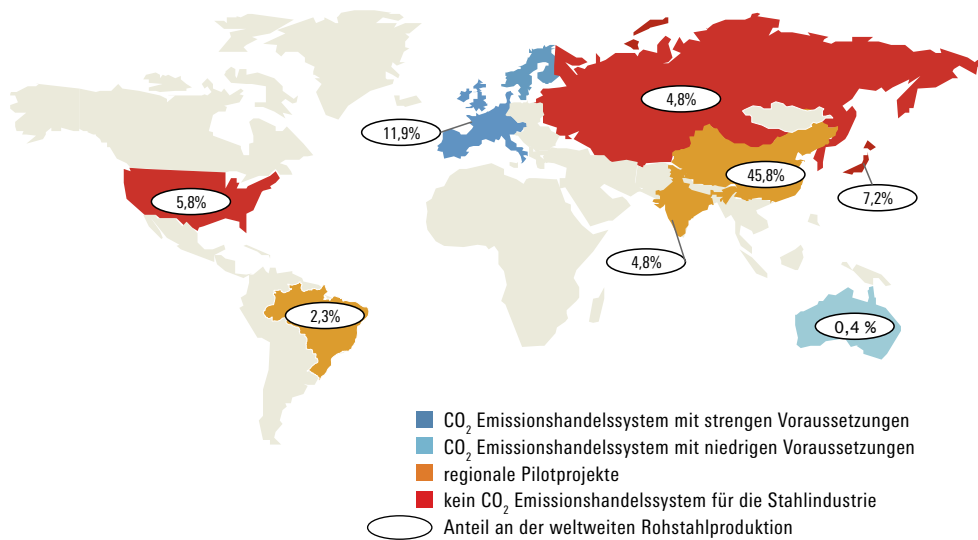 4,8%
11,9%
45,8%
5,8%
7,2%
4,8%
2,3%
0,4 %
CO2 Emissionshandelssystem mit strengen Voraussetzungen
CO2 Emissionshandelssystem mit niedrigen Voraussetzungen
regionale Pilotprojekte
kein CO2 Emissionshandelssystem für die Stahlindustrie
Anteil an der weltweiten Rohstahlproduktion